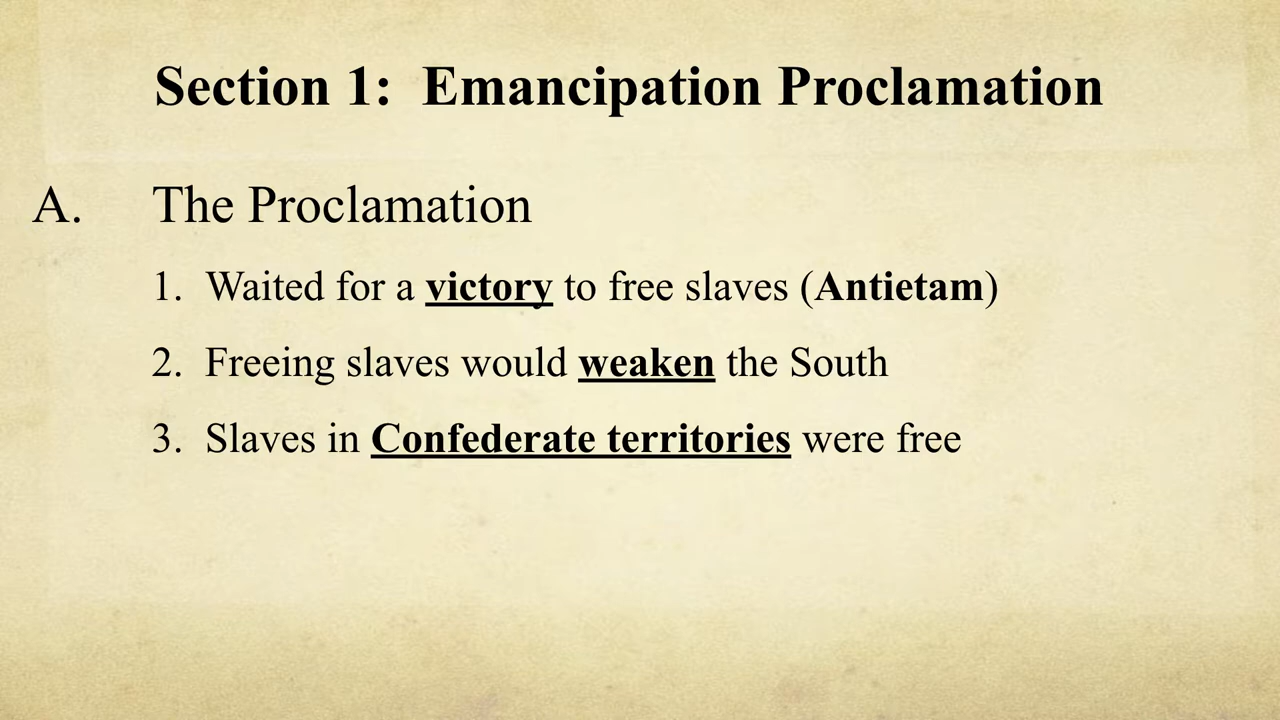 Section 1:  Emancipation Proclamation
A. The Proclamation
1. Waited for a victory to free slaves (Antietam)
2. Freeing slaves would weaken the South
3. Slaves in Confederate territories were free